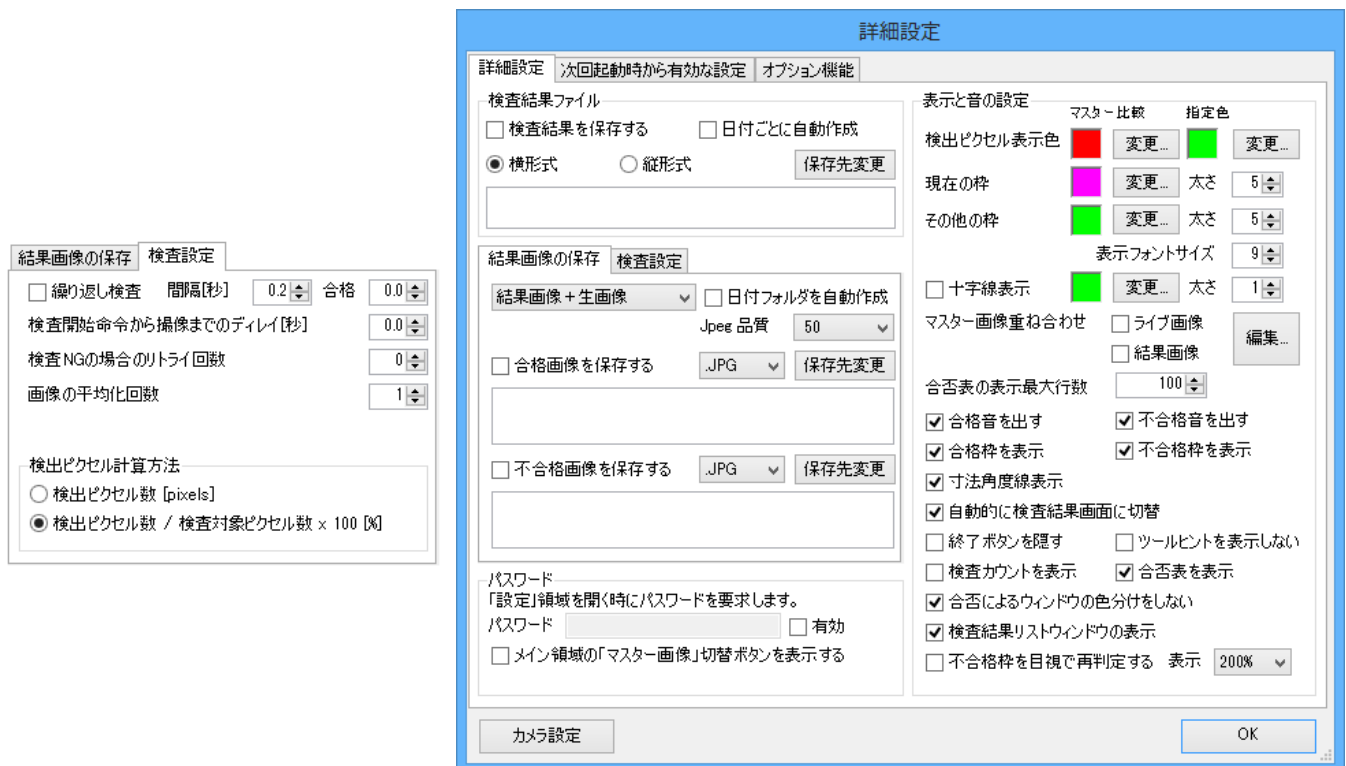 結果画像の保存 検査設定
繰り返し検査 間隔[秒] 0.2 合格 0.0
検査開始命令から撮像までのディレイ[秒] 0.0
検査NGの場合のリトライ回数 0
画像の平均化回数 1
検出ピクセル計算方法
検出ピクセル数 [pixels]
検出ピクセル数 / 検査対象ピクセル数 x 100 [%]
詳細設定
詳細設定 次回起動時から有効な設定 オプション機能
検査結果ファイル
検査結果を保存する 日付ごとに自動作成
横形式 縦形式 保存先変更
結果画像の保存 検査設定
結果画像+生画像 日付フォルダを自動作成
Jpeg 品質 50
合格画像を保存する .JPG 保存先変更
不合格画像を保存する .JPG 保存先変更
パスワード
「設定」領域を開く時にパスワードを要求します。
パスワード 有効
メイン領域の「マスター画像」切替ボタンを表示する
表示と音の設定
マスター比較 指定色
検出ピクセル表示色 変更... 変更...
現在の枠 変更... 太さ 5
その他の枠 変更... 太さ 5
表示フォントサイズ 9
十字線表示 変更... 太さ 1
マスター画像重ね合わせ ライブ画像 編集...
結果画像
合否表の表示最大行数 100
合格音を出す 不合格音を出す
合格枠を表示 不合格枠を表示
寸法角度線表示
自動的に検査結果画面に切替
終了ボタンを隠す ツールヒントを表示しない
検査カウントを表示 合否表を表示
合否によるウィンドウの色分けをしない
検査結果リストウィンドウの表示
不合格枠を目視で再判定する 表示 200%
カメラ設定 OK